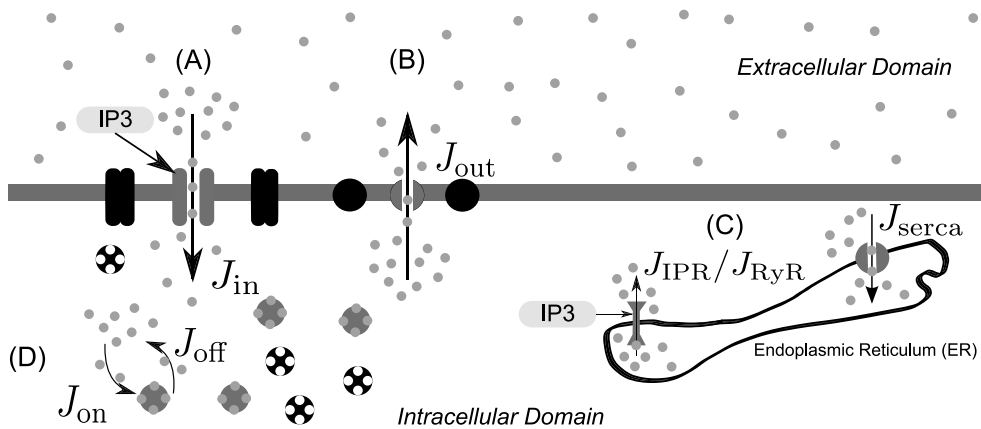 (A)
(B)
Extracellular Domain
IP3
J_out
(C)
J_serca
J_in
J_IPR/J_RyR
IP3
(D)
J_off
Endoplasmic Reticulum (ER)
J_on
Intracellular Domain